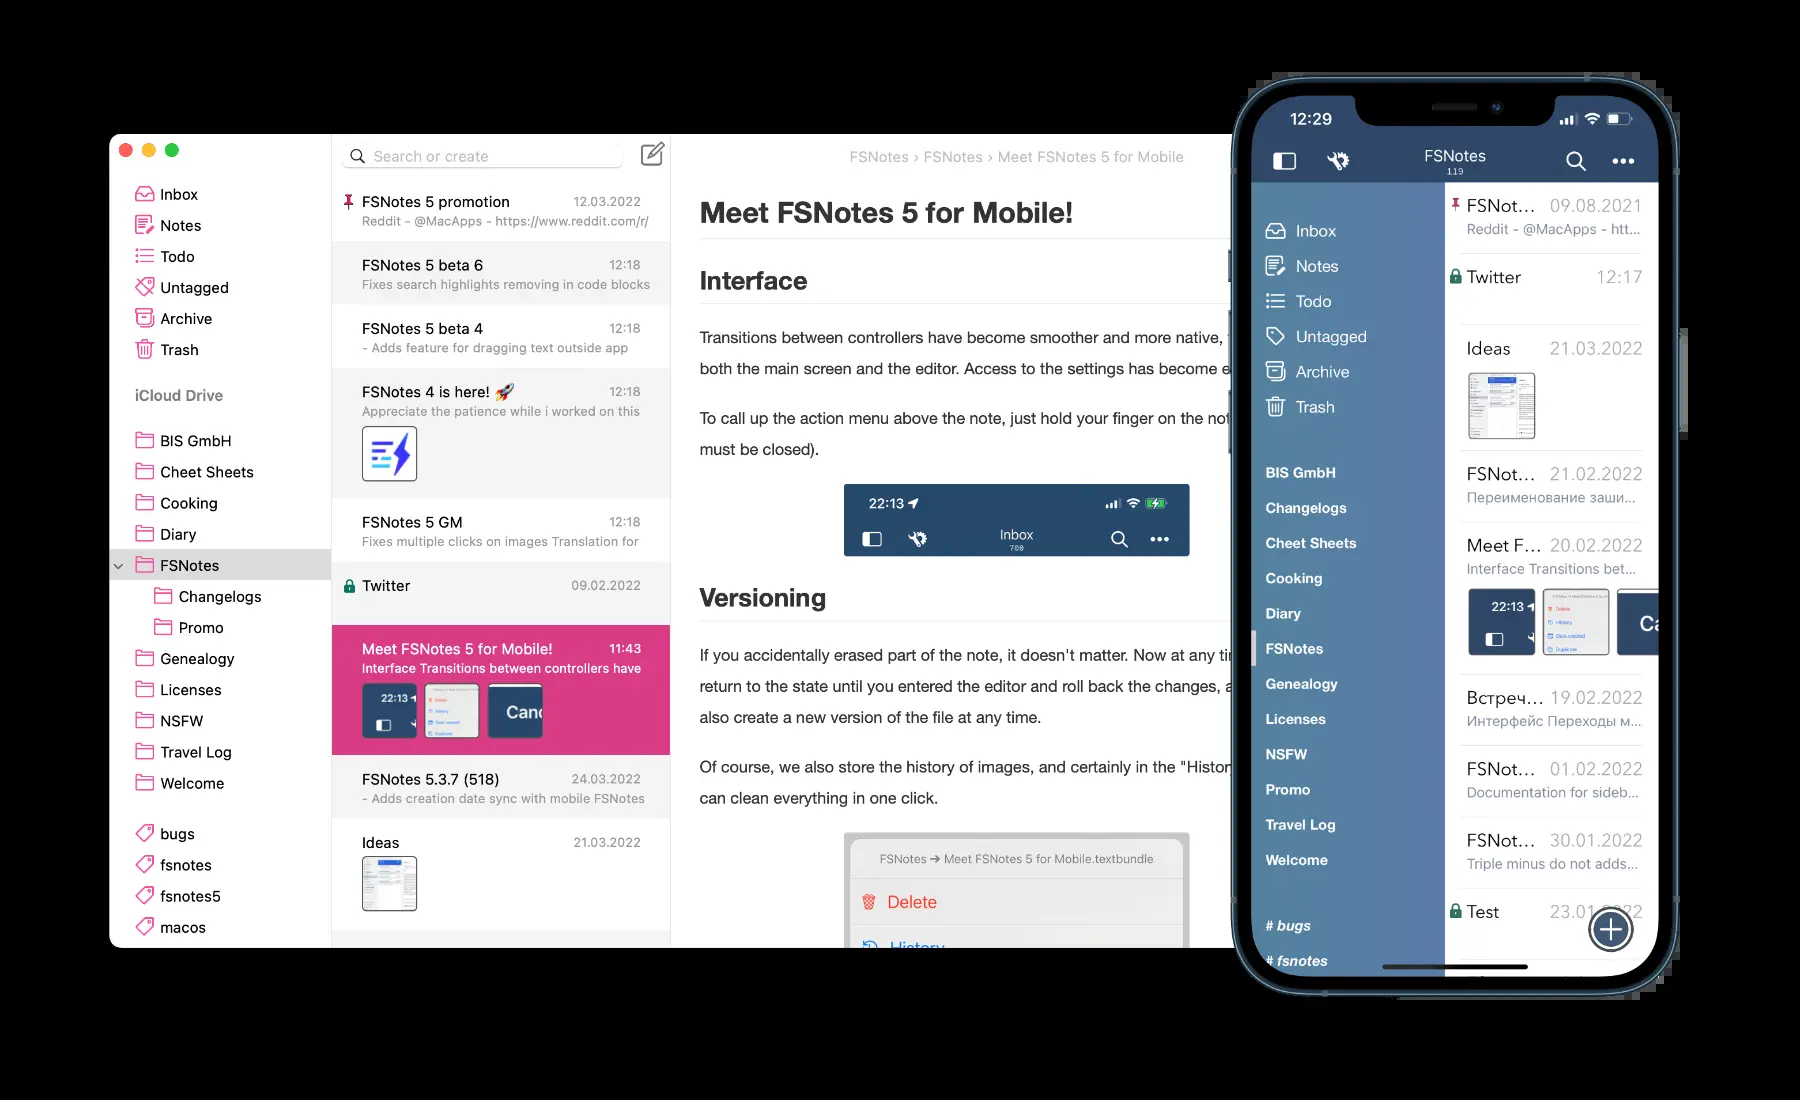 Inbox
Notes
Todo
Untagged
Archive
Trash
iCloud Drive
BIS GmbH
Cheet Sheets
Cooking
Diary
FSNotes
Changelogs
Promo
Genealogy
Licenses
NSFW
Travel Log
Welcome
bugs
fsnotes
fsnotes5
macos
Search or create
FSNotes 5 promotion 12.03.2022
Reddit - @MacApps - https://www.reddit.com/r/
FSNotes 5 beta 6 12:18
Fixes search highlights removing in code blocks
FSNotes 5 beta 4 12:18
- Adds feature for dragging text outside app
FSNotes 4 is here! 🚀 12:18
Appreciate the patience while i worked on this
FSNotes 5 GM 12:18
Fixes multiple clicks on images Translation for
Twitter 09.02.2022
Meet FSNotes 5 for Mobile! 11:43
Interface Transitions between controllers have
22:13
Delete
History
Date created
Duplicate
Canc
FSNotes 5.3.7 (518) 24.03.2022
- Adds creation date sync with mobile FSNotes
Ideas 21.03.2022
FSNotes › FSNotes › Meet FSNotes 5 for Mobile
Meet FSNotes 5 for Mobile!
Interface
Transitions between controllers have become smoother and more native,
both the main screen and the editor. Access to the settings has become
To call up the action menu above the note, just hold your finger on the
must be closed).
22:13
Inbox
700
Versioning
If you accidentally erased part of the note, it doesn't matter. Now at any
return to the state until you entered the editor and roll back the changes,
also create a new version of the file at any time.
Of course, we also store the history of images, and certainly in the "History
can clean everything in one click.
FSNotes ➔ Meet FSNotes 5 for Mobile.textbundle
Delete
History
12:29
FSNotes
119
Inbox
Notes
Todo
Untagged
Archive
Trash
BIS GmbH
Changelogs
Cheet Sheets
Cooking
Diary
FSNotes
Genealogy
Licenses
NSFW
Promo
Travel Log
Welcome
# bugs
# fsnotes
FSNot... 09.08.2021
Reddit - @MacApps - htt...
Twitter 12:17
Ideas 21.03.2022
FSNot... 21.02.2022
Переименование заши...
Meet F... 20.02.2022
Interface Transitions bet...
22:13
Delete
History
Date created
Duplicate
Ca
Встреч... 19.02.2022
Интерфейс Переходы м...
FSNot... 01.02.2022
Documentation for sideb...
FSNot... 30.01.2022
Triple minus do not adds...
Test